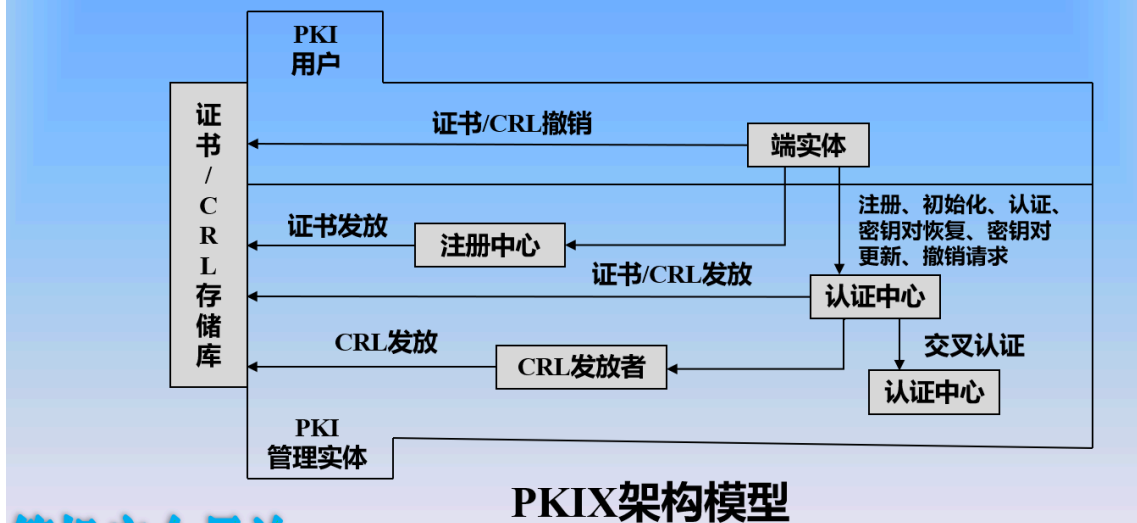 PKI
用户
证
书
/
C
R
L
存
储
库
证书/CRL撤销
端实体
注册、初始化、认证、
密钥对恢复、密钥对
更新、撤销请求
证书发放
注册中心
证书/CRL发放
认证中心
CRL发放
CRL发放者
交叉认证
认证中心
PKI
管理实体
PKIX架构模型